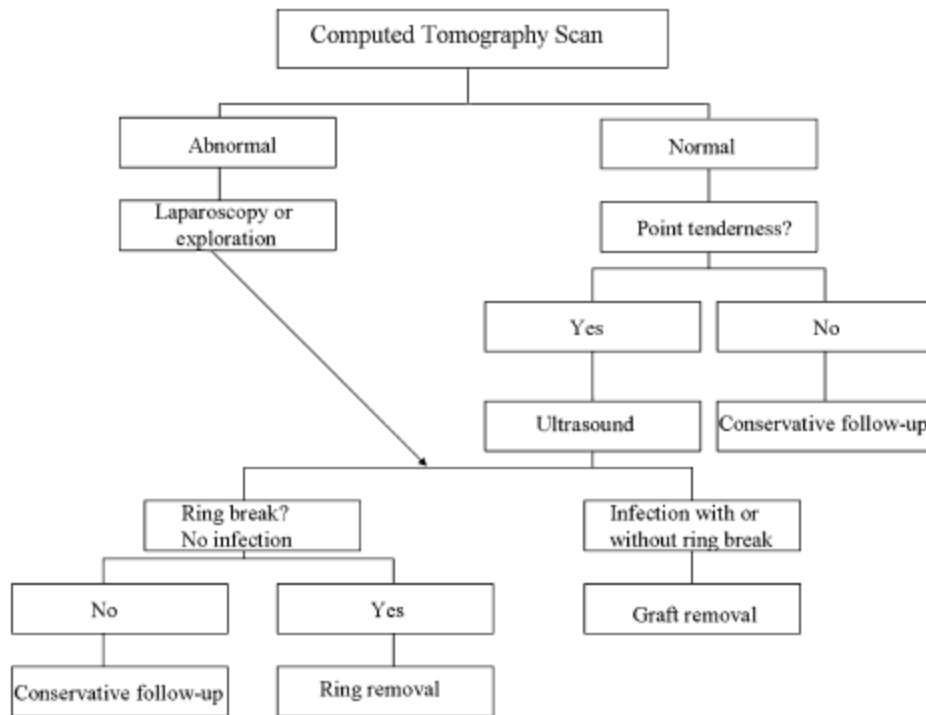 Computed Tomography Scan
Abnormal
Normal
Laparoscopy or
exploration
Point tenderness?
Yes
No
Ultrasound
Conservative follow-up
Ring break?
No infection
Infection with or
without ring break
No
Yes
Graft removal
Conservative follow-up
Ring removal